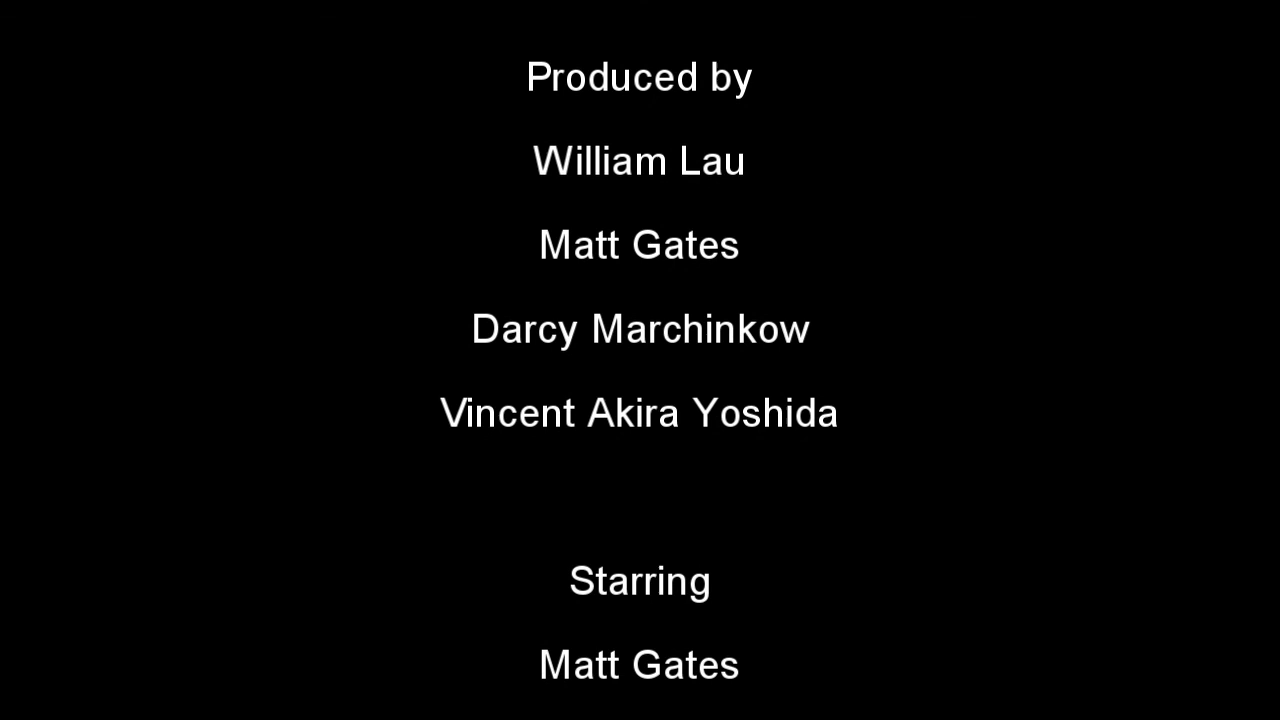 Produced by
William Lau
Matt Gates
Darcy Marchinkow
Vincent Akira Yoshida
Starring
Matt Gates